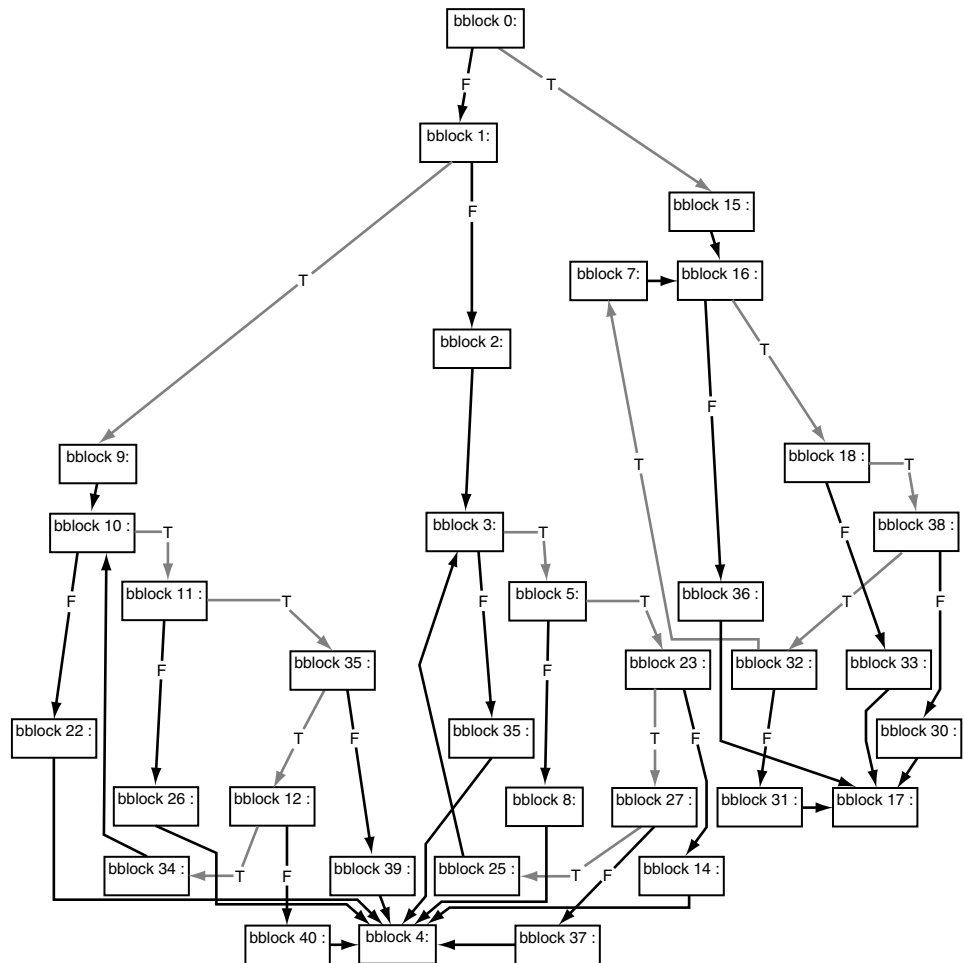 bblock 0:
F
T
bblock 1:
F
bblock 15 :
T
bblock 7:
bblock 16 :
bblock 2:
T
F
bblock 9:
T
bblock 18 :
T
bblock 10 :
T
bblock 3:
T
F
bblock 38 :
F
bblock 11 :
T
F
bblock 5:
T
bblock 36 :
T
F
bblock 35 :
F
F
bblock 23 :
bblock 32 :
bblock 33 :
bblock 22 :
T
F
bblock 35 :
T
F
F
bblock 30 :
bblock 26 :
bblock 12 :
bblock 8:
bblock 27 :
bblock 31 :
bblock 17 :
bblock 34 :
T
F
bblock 39 :
bblock 25 :
T
F
bblock 14 :
bblock 40 :
bblock 4:
bblock 37 :